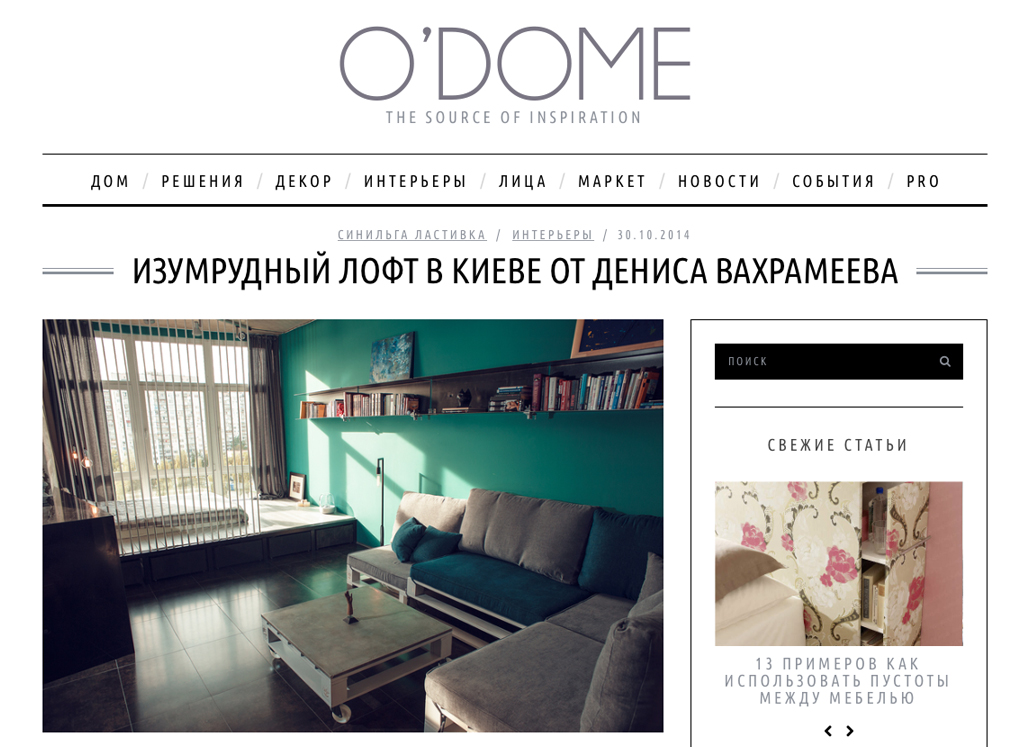 O'DOME
THE SOURCE OF INSPIRATION
ДОМ / РЕШЕНИЯ / ДЕКОР / ИНТЕРЬЕРЫ / ЛИЦА / МАРКЕТ / НОВОСТИ / СОБЫТИЯ / PRO
СИНИЛЬГА ЛАСТИВКА / ИНТЕРЬЕРЫ / 30.10.2014
ИЗУМРУДНЫЙ ЛОФТ В КИЕВЕ ОТ ДЕНИСА ВАХРАМЕЕВА
ПОИСК
СВЕЖИЕ СТАТЬИ
13 ПРИМЕРОВ КАК
ИСПОЛЬЗОВАТЬ ПУСТОТЫ
МЕЖДУ МЕБЕЛЬЮ